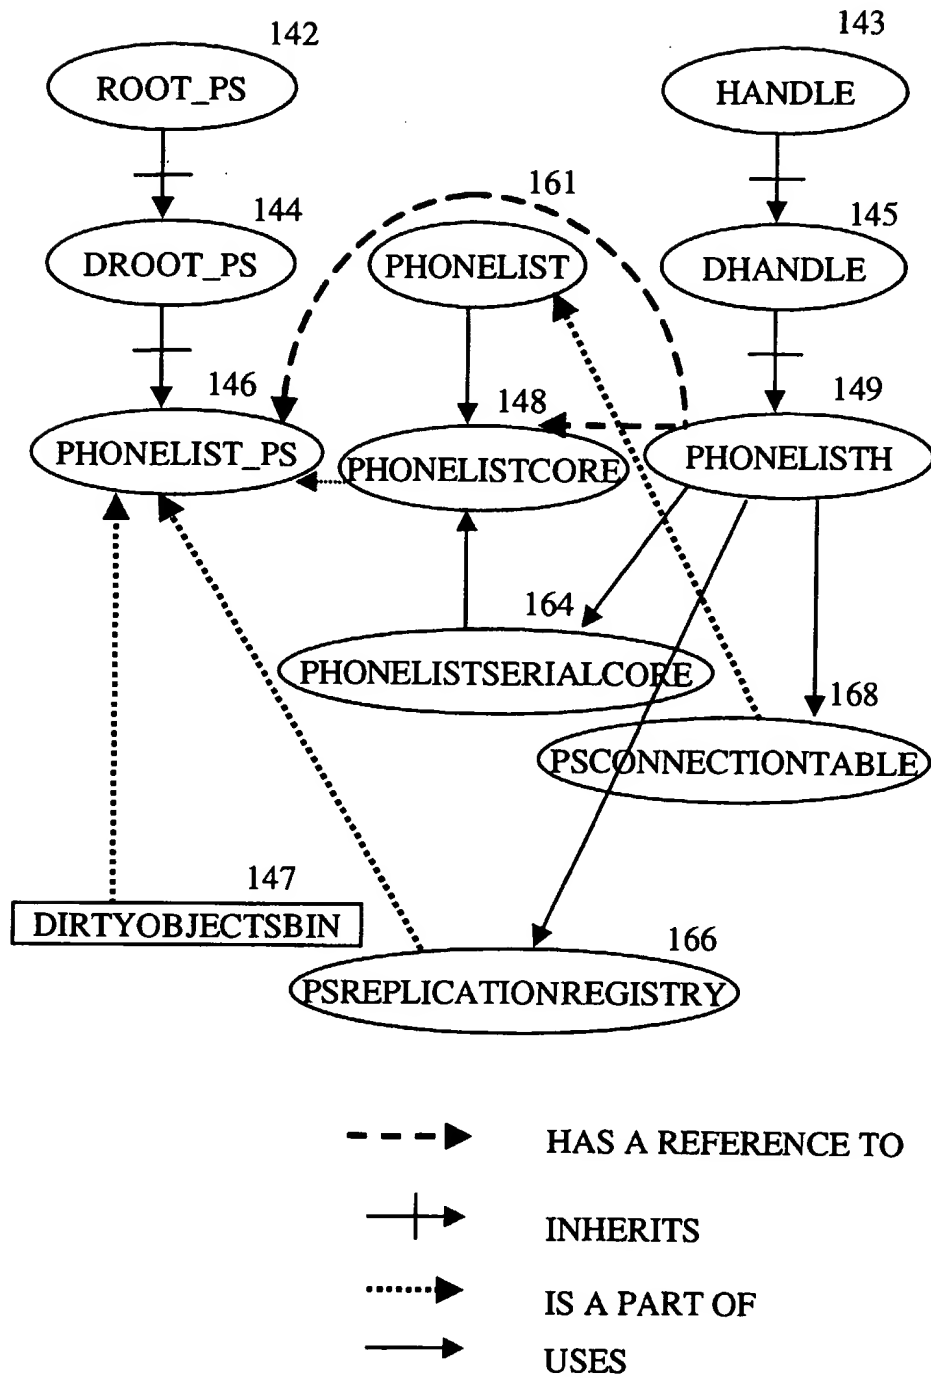 142
143
ROOT_PS
HANDLE
161
144
145
DROOT_PS
PHONELIST
DHANDLE
146
148
149
PHONELIST_PS
PHONELISTCORE
PHONELISTH
164
PHONELISTSERIALCORE
168
PSCONNECTIONTABLE
147
DIRTYOBJECTSBIN
166
PSREPLICATIONREGISTRY
HAS A REFERENCE TO
INHERITS
IS A PART OF
USES